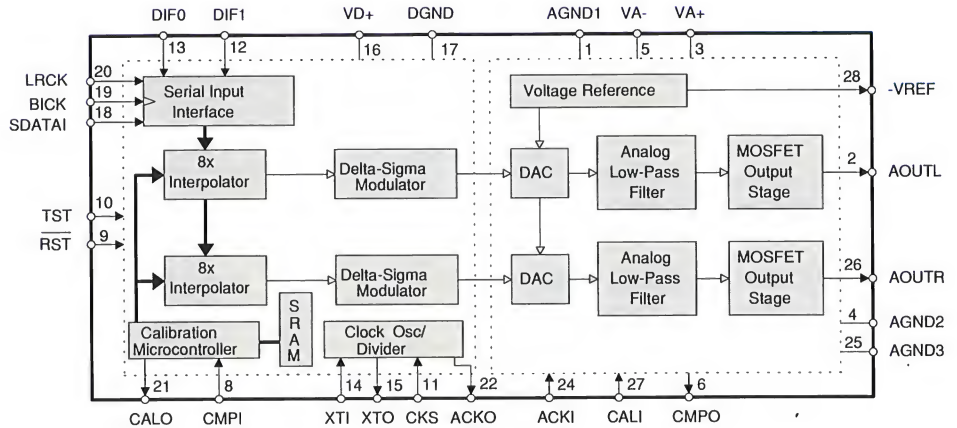 DIF0 DIF1 VD+ DGND AGND1 VA- VA+
13 12 16 17 1 5 3
LRCK 20
BICK 19
SDATAI 18
Serial Input
Interface
Voltage Reference
28 -VREF
8x
Interpolator
Delta-Sigma
Modulator
DAC
Analog
Low-Pass
Filter
MOSFET
Output
Stage
2 AOUTL
TST 10
RST 9
8x
Interpolator
Delta-Sigma
Modulator
DAC
Analog
Low-Pass
Filter
MOSFET
Output
Stage
26 AOUTR
Calibration
Microcontroller
SRAM
Clock Osc/
Divider
4 AGND2
25 AGND3
21 8 14 15 11 22 24 27 6
CALO CMPI XTI XTO CKS ACKO ACKI CALI CMPO